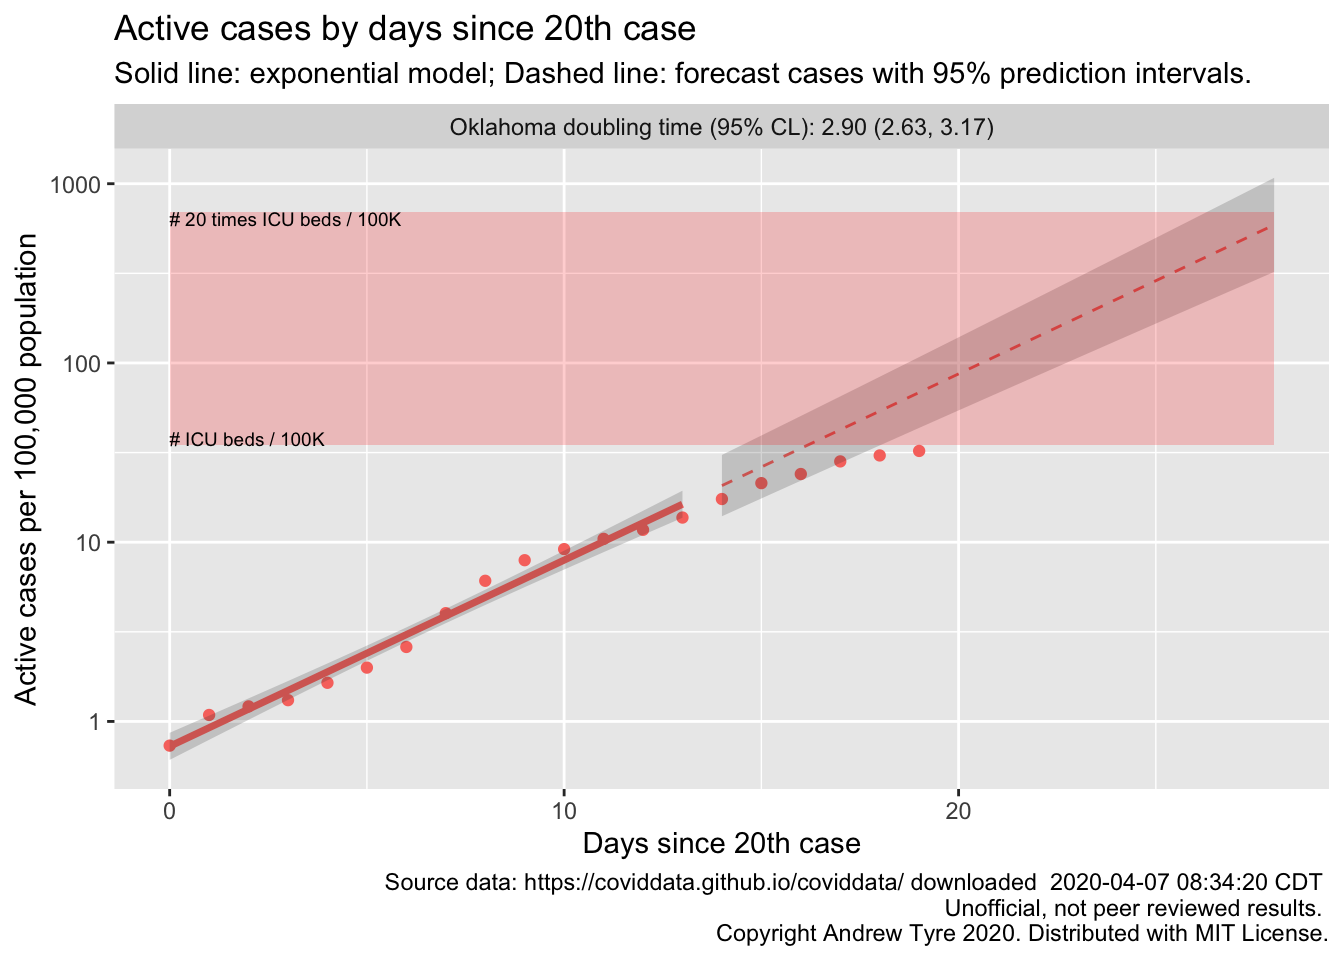 Active cases by days since 20th case
Solid line: exponential model; Dashed line: forecast cases with 95% prediction intervals.
Oklahoma doubling time (95% CL): 2.90 (2.63, 3.17)
Active cases per 100,000 population
1000
100
10
1
# 20 times ICU beds / 100K
# ICU beds / 100K
0
10
20
Days since 20th case
Source data: https://coviddata.github.io/coviddata/ downloaded  2020-04-07 08:34:20 CDT
Unofficial, not peer reviewed results.
Copyright Andrew Tyre 2020. Distributed with MIT License.